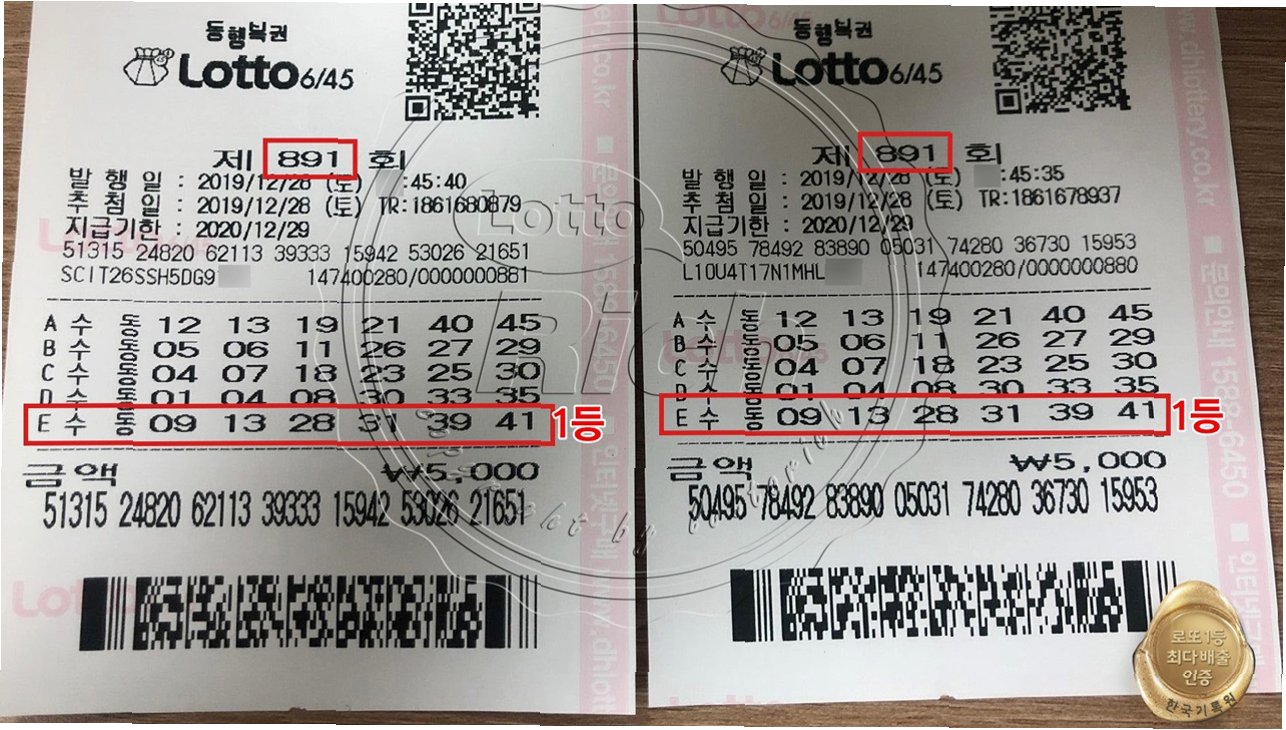 동행복권
Lotto 6/45
제 891 회
발 행 일 : 2019/12/28 (토) :45:40
추 첨 일 : 2019/12/28 (토) TR:1861680879
지급기한 : 2020/12/29
51315 24820 62113 39333 15942 53026 21651
SCIT26SSH5DG9
147400280/0000000881
A 수 동 12 13 19 21 40 45
B 수 동 05 06 11 26 27 29
C 수 동 04 07 18 23 25 30
D 수 동 01 04 08 30 33 35
E 수 동 09 13 28 31 39 41 1등
금액 ₩5,000
51315 24820 62113 39333 15942 53026 21651
동행복권
Lotto 6/45
제 891 회
발 행 일 : 2019/12/28 (토) :45:35
추 첨 일 : 2019/12/28 (토) TR:1861678937
지급기한 : 2020/12/29
50495 78492 83890 05031 74280 36730 15953
L10U4T17N1MHL
147400280/0000000880
A 수 동 12 13 19 21 40 45
B 수 동 05 06 11 26 27 29
C 수 동 04 07 18 23 25 30
D 수 동 01 04 08 30 33 35
E 수 동 09 13 28 31 39 41 1등
금액 ₩5,000
50495 78492 83890 05031 74280 36730 15953
Lotto
Rich
www.dhlottery.co.kr
로또1등
최다배출
인증
한국기록원